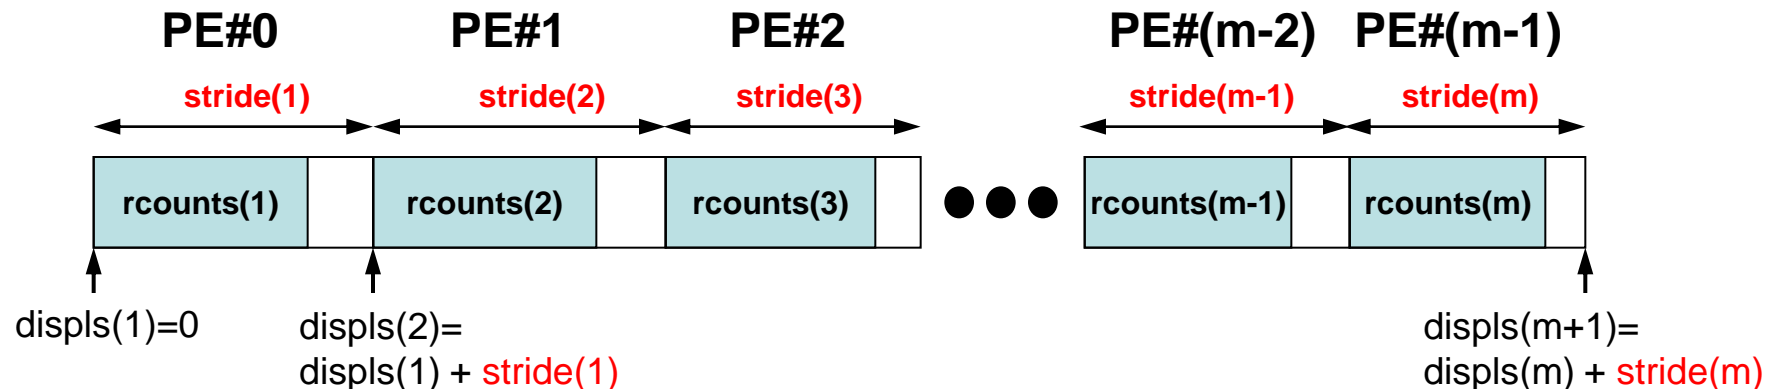 PE#0 PE#1 PE#2 PE#(m-2) PE#(m-1)
stride(1) stride(2) stride(3) stride(m-1) stride(m)
rcounts(1) rcounts(2) rcounts(3) rcounts(m-1) rcounts(m)
displs(1)=0 displs(2)= displs(m+1)=
displs(1) + stride(1) displs(m) + stride(m)